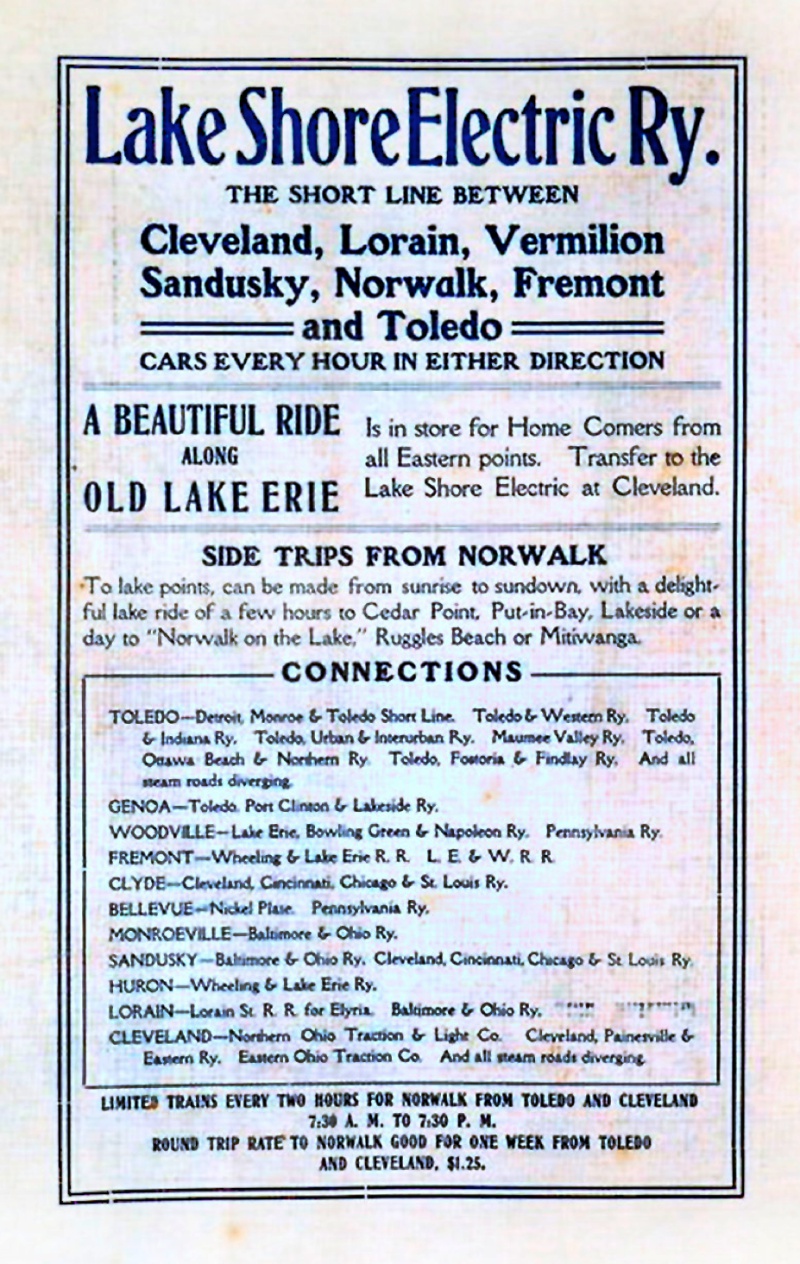 Lake Shore Electric Ry.
THE SHORT LINE BETWEEN
Cleveland, Lorain, Vermilion
Sandusky, Norwalk, Fremont
and Toledo
CARS EVERY HOUR IN EITHER DIRECTION
A BEAUTIFUL RIDE
ALONG
OLD LAKE ERIE
Is in store for Home Comers from
all Eastern points. Transfer to the
Lake Shore Electric at Cleveland.
SIDE TRIPS FROM NORWALK
To lake points, can be made from sunrise to sundown, with a delight-
ful lake ride of a few hours to Cedar Point, Put-in-Bay, Lakeside or a
day to "Norwalk on the Lake," Ruggles Beach or Mitiwanga.
CONNECTIONS
TOLEDO—Detroit, Monroe & Toledo Short Line. Toledo & Western Ry. Toledo
& Indiana Ry. Toledo, Urban & Interurban Ry. Maumee Valley Ry. Toledo,
Ottawa Beach & Northern Ry. Toledo, Fostoria & Findlay Ry. And all
steam roads diverging.
GENOA—Toledo, Port Clinton & Lakeside Ry.
WOODVILLE—Lake Erie, Bowling Green & Napoleon Ry. Pennsylvania Ry.
FREMONT—Wheeling & Lake Erie R. R. L. E. & W. R. R.
CLYDE—Cleveland, Cincinnati, Chicago & St. Louis Ry.
BELLEVUE—Nickel Plate. Pennsylvania Ry.
MONROEVILLE—Baltimore & Ohio Ry.
SANDUSKY—Baltimore & Ohio Ry. Cleveland, Cincinnati, Chicago & St. Louis Ry.
HURON—Wheeling & Lake Erie Ry.
LORAIN—Lorain St. R. R. for Elyria. Baltimore & Ohio Ry.
CLEVELAND—Northern Ohio Traction & Light Co. Cleveland, Painesville &
Eastern Ry. Eastern Ohio Traction Co. And all steam roads diverging.
LIMITED TRAINS EVERY TWO HOURS FOR NORWALK FROM TOLEDO AND CLEVELAND
7:30 A. M. TO 7:30 P. M.
ROUND TRIP RATE TO NORWALK GOOD FOR ONE WEEK FROM TOLEDO
AND CLEVELAND, $1.25.